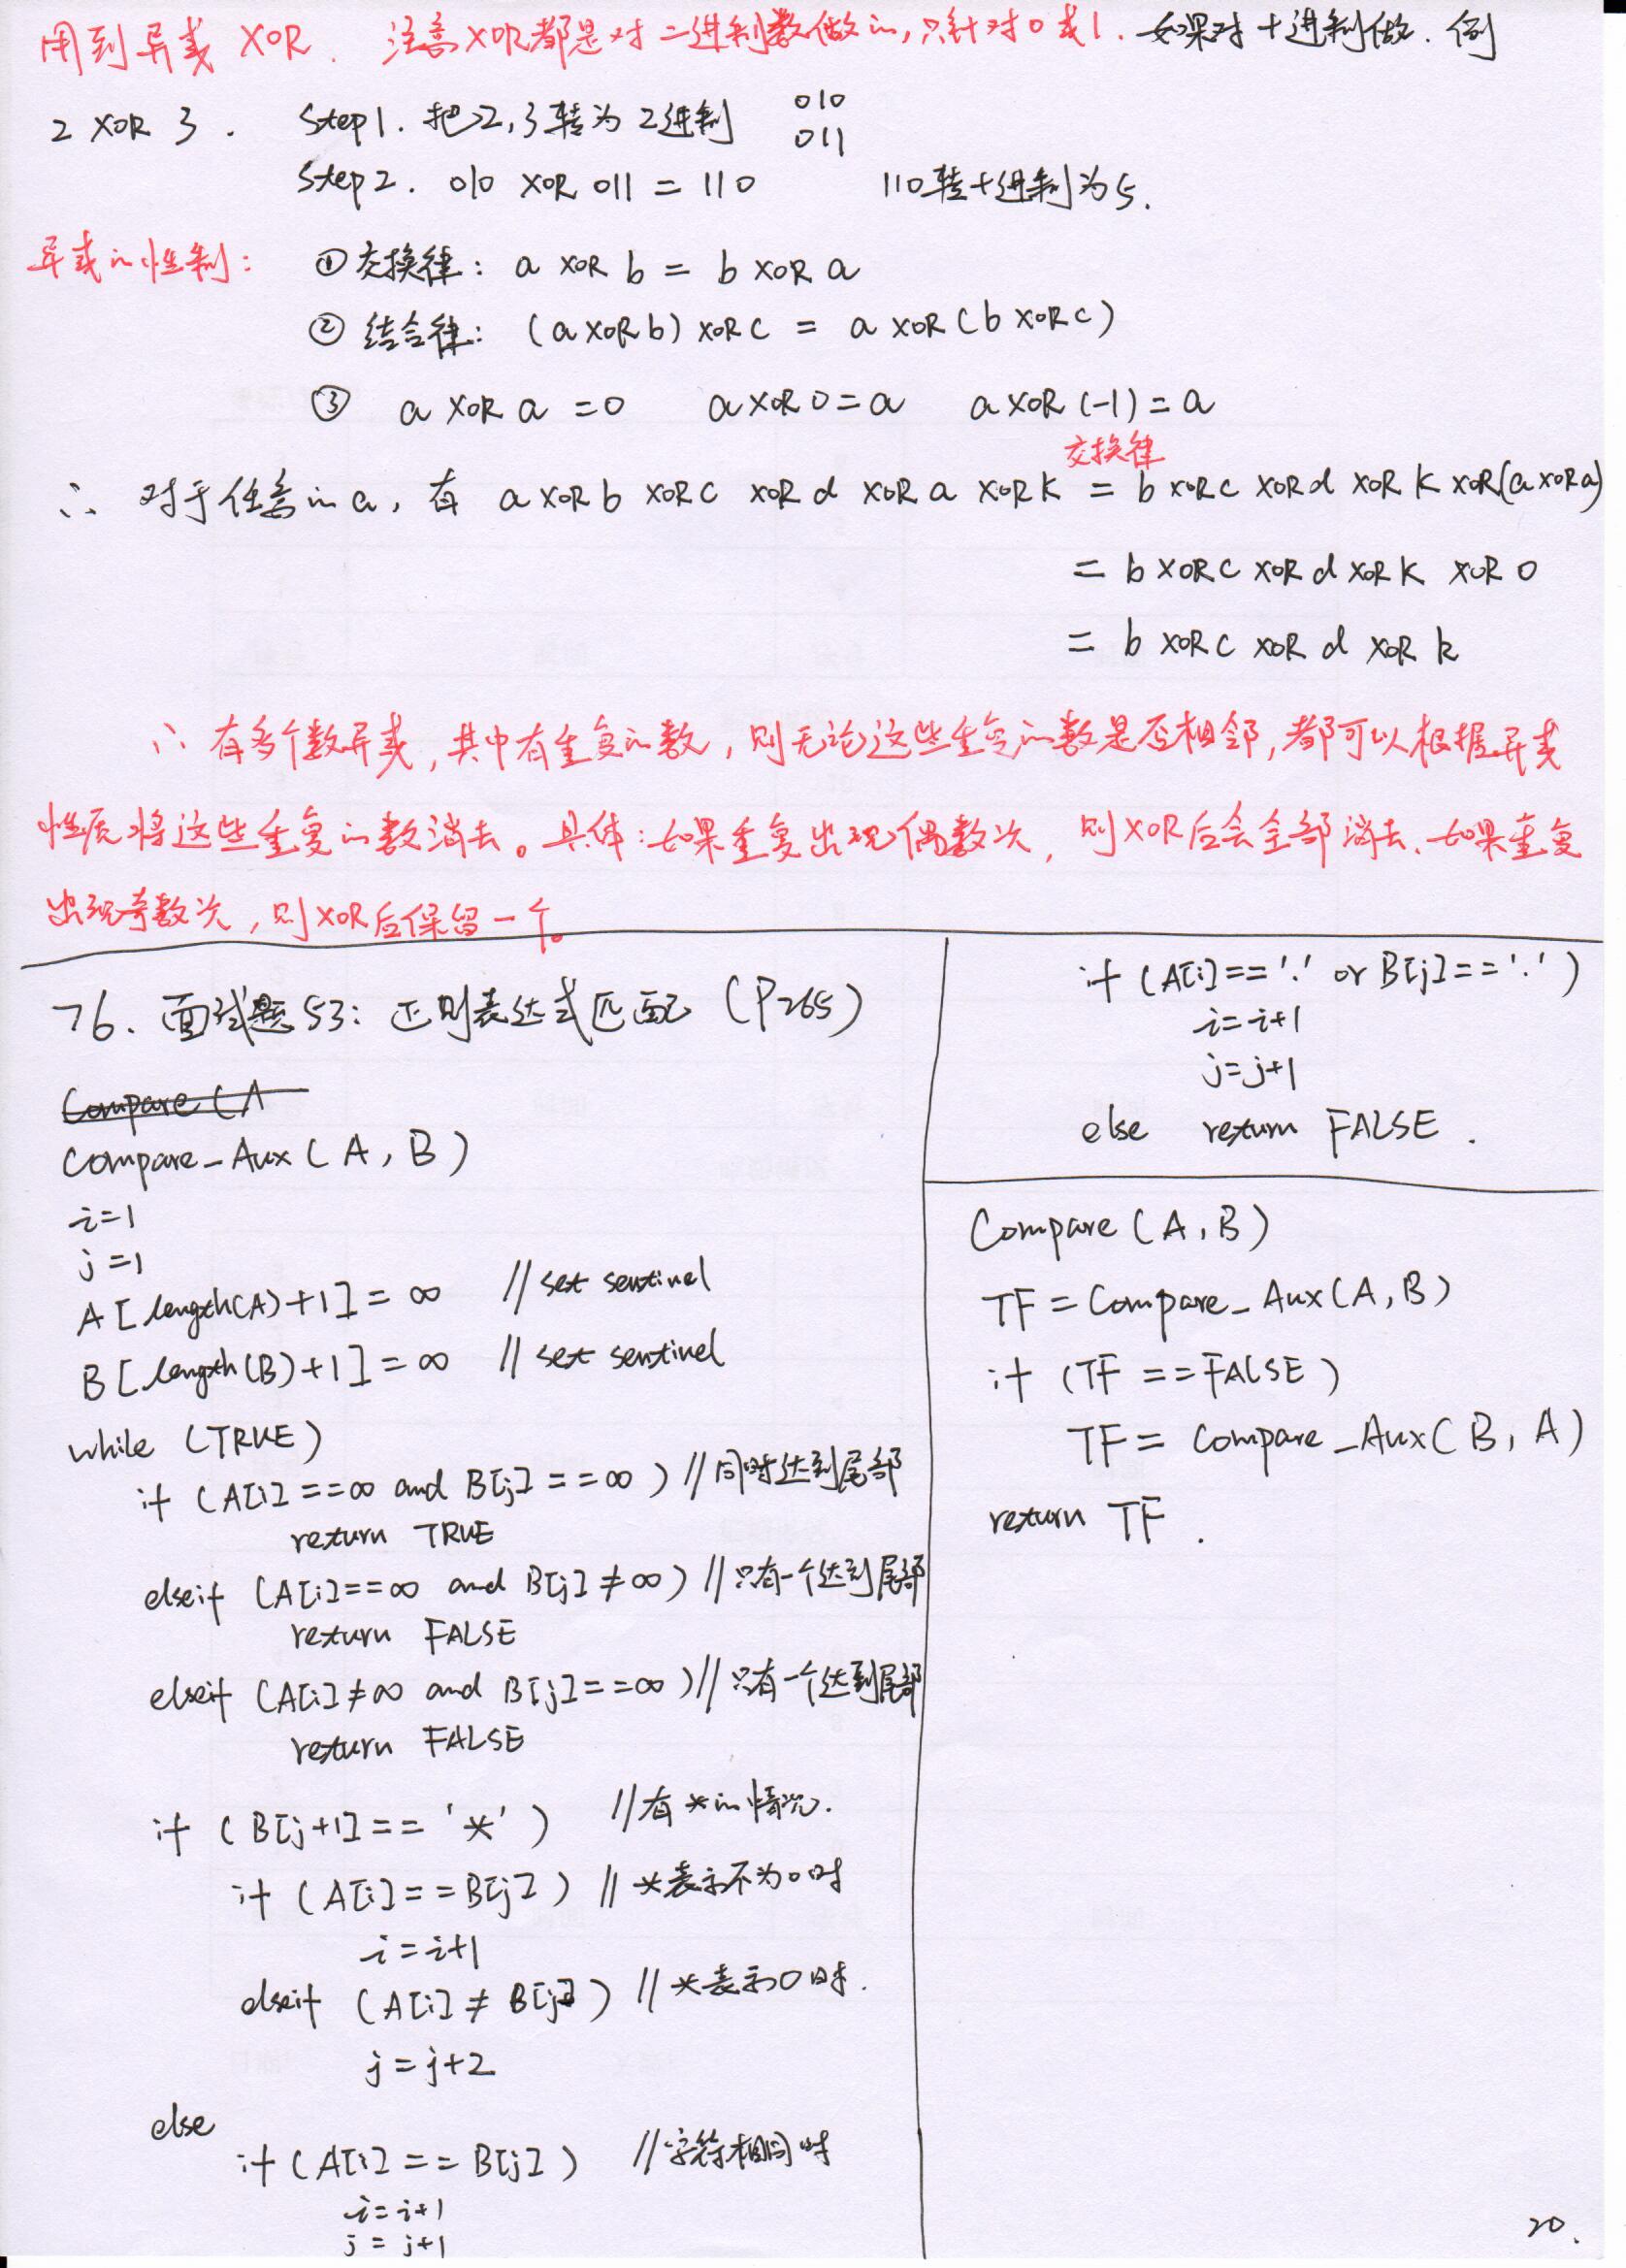 用到异或 XOR. 注意XOR都是对二进制数做的,只针对0或1. 如果对十进制做. 例
2 XOR 3. Step1. 把2,3转为2进制 010
011
Step2. 010 XOR 011 = 110 110转十进制为5.
异或的性制: ①交换律: a XOR b = b XOR a
② 结合律: (a XOR b) XOR c = a XOR (b XOR c)
③ a XOR a = 0 a XOR 0 = a a XOR (-1) = a
交换律
∴ 对于任意的a, 有 a XOR b XOR c XOR d XOR a XOR k = b XOR c XOR d XOR k XOR(a XOR a)
= b XOR c XOR d XOR k XOR 0
= b XOR c XOR d XOR k
∴ 有多个数异或, 其中有重复的数, 则无论这些重复的数是否相邻, 都可以根据异或
性质将这些重复的数消去。具体: 如果重复出现偶数次, 则XOR后会全部消去. 如果重复
出现奇数次, 则XOR后保留一个。
76. 面试题53: 正则表达式匹配 (P265)
Compare (A
Compare_Aux (A, B)
i=1
j=1
A[length(A)+1] = ∞ // set sentinel
B[length(B)+1] = ∞ // set sentinel
while (TRUE)
if (A[i] == ∞ and B[j] == ∞) // 同时达到尾部
return TRUE
elseif (A[i] == ∞ and B[j] ≠ ∞) // 只有一个达到尾部
return FALSE
elseif (A[i] ≠ ∞ and B[j] == ∞) // 只有一个达到尾部
return FALSE
if (B[j+1] == '*') // 有*的情况.
if (A[i] == B[j]) // *表示不为0时
i = i+1
elseif (A[i] ≠ B[j]) // *表示0时.
j = j+2
else
if (A[i] == B[j]) // 字符相同时
i = i+1
j = j+1
if (A[i] == '.' or B[j] == '.')
i=i+1
j=j+1
else return FALSE.
Compare (A, B)
TF = Compare_Aux(A, B)
if (TF == FALSE)
TF = Compare_Aux(B, A)
return TF.
20.